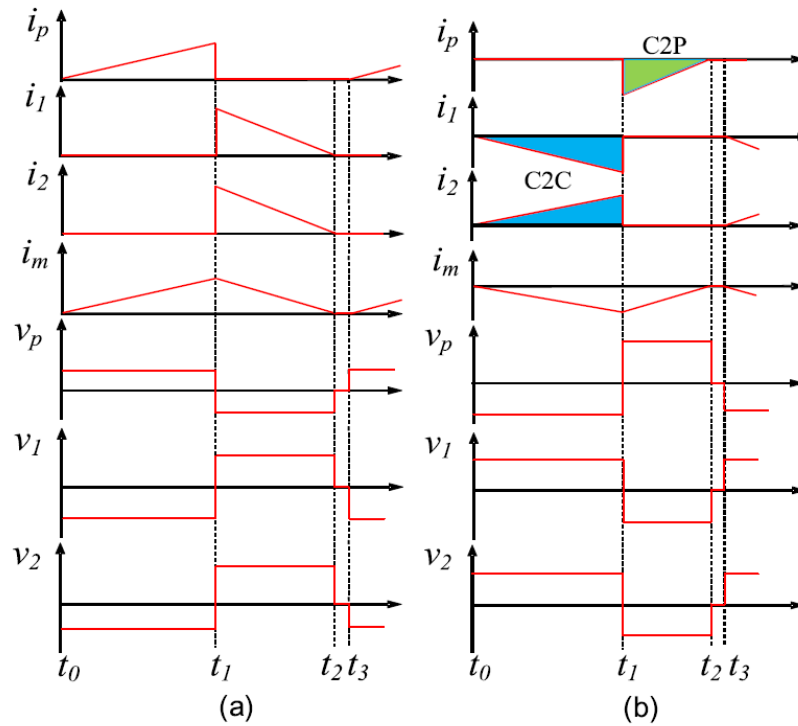 i_p
i_1
i_2
i_m
v_p
v_1
v_2
t_0 t_1 t_2 t_3
(a)
i_p
C2P
i_1
C2C
i_2
i_m
v_p
v_1
v_2
t_0 t_1 t_2 t_3
(b)